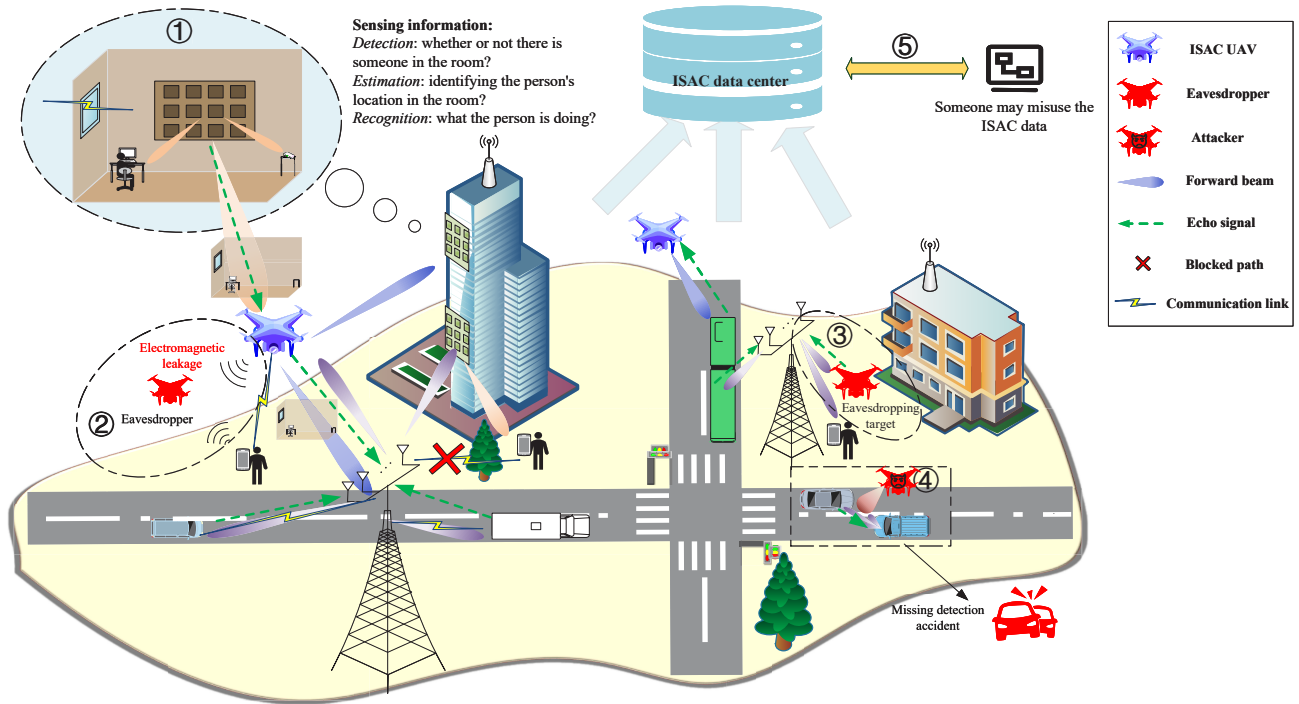 ①
Sensing information:
Detection: whether or not there is
someone in the room?
Estimation: identifying the person's
location in the room?
Recognition: what the person is doing?
ISAC data center
⑤
Someone may misuse the
ISAC data
ISAC UAV
Eavesdropper
Attacker
Forward beam
Echo signal
Blocked path
Communication link
Electromagnetic
leakage
Eavesdropper
②
③
Eavesdropping
target
④
Missing detection
accident